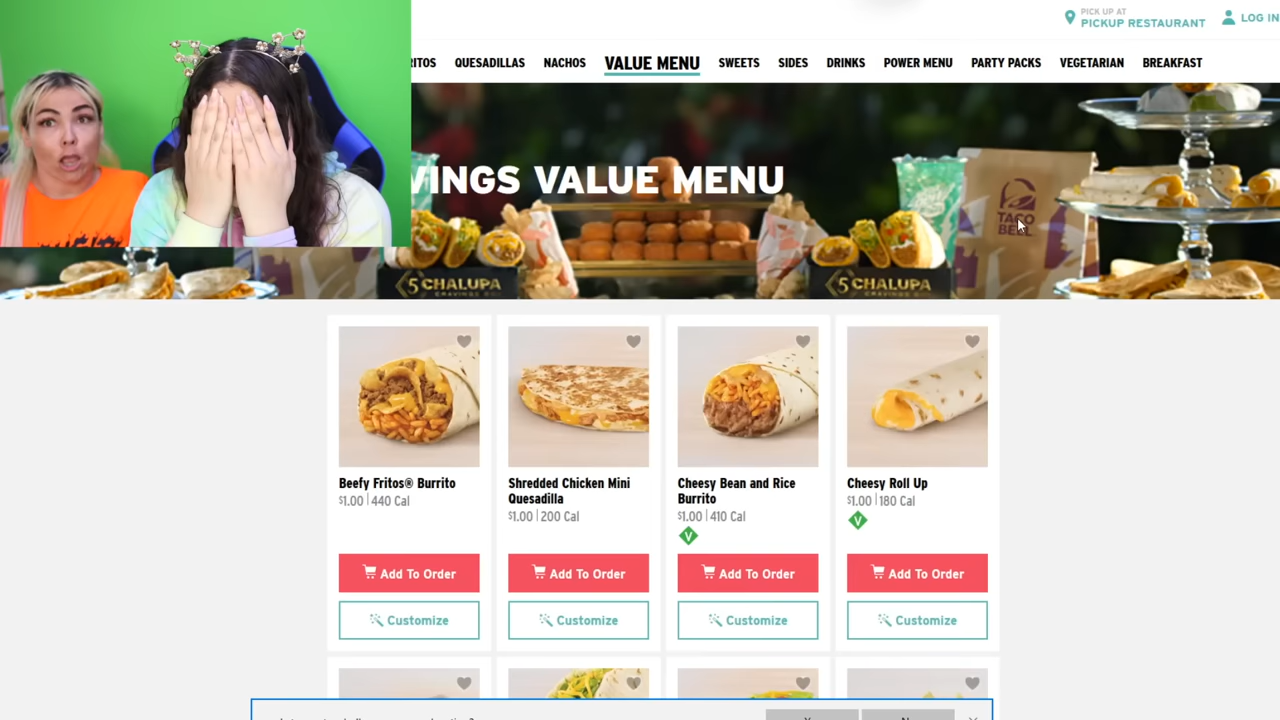 PICK UP AT
PICKUP RESTAURANT
LOG IN
RITOS QUESADILLAS NACHOS VALUE MENU SWEETS SIDES DRINKS POWER MENU PARTY PACKS VEGETARIAN BREAKFAST
VINGS VALUE MENU
TACO
BELL
$5 CHALUPA
CRAVINGS BOX
$5 CHALUPA
CRAVINGS BOX
Beefy Fritos® Burrito
$1.00 | 440 Cal
Add To Order
Customize
Shredded Chicken Mini
Quesadilla
$1.00 | 200 Cal
Add To Order
Customize
Cheesy Bean and Rice
Burrito
$1.00 | 410 Cal
V
Add To Order
Customize
Cheesy Roll Up
$1.00 | 180 Cal
V
Add To Order
Customize